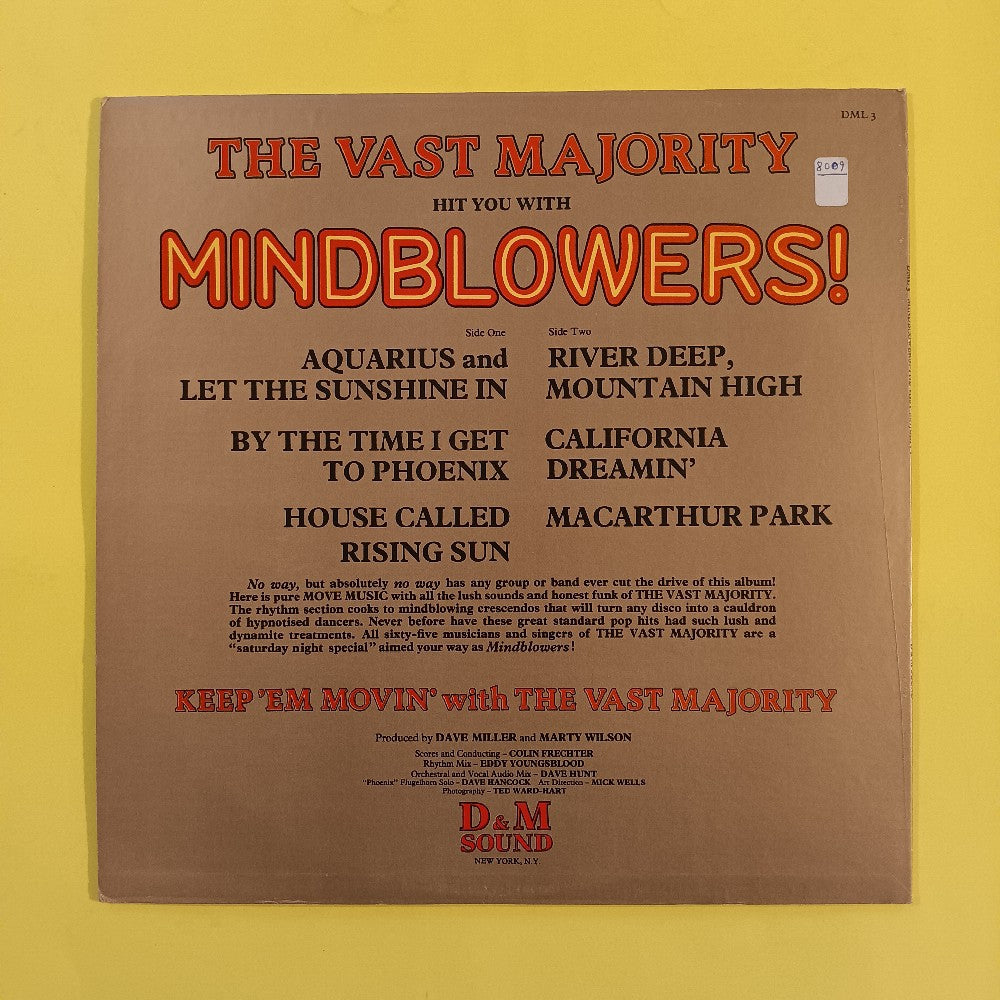 DML 3
THE VAST MAJORITY
8009
HIT YOU WITH
MINDBLOWERS!
Side One
AQUARIUS and
LET THE SUNSHINE IN
BY THE TIME I GET
TO PHOENIX
HOUSE CALLED
RISING SUN
Side Two
RIVER DEEP,
MOUNTAIN HIGH
CALIFORNIA
DREAMIN'
MACARTHUR PARK
No way, but absolutely no way has any group or band ever cut the drive of this album!
Here is pure MOVE MUSIC with all the lush sounds and honest funk of THE VAST MAJORITY.
The rhythm section cooks to mindblowing crescendos that will turn any disco into a cauldron
of hypnotised dancers. Never before have these great standard pop hits had such lush and
dynamite treatments. All sixty-five musicians and singers of THE VAST MAJORITY are a
"saturday night special" aimed your way as Mindblowers!
KEEP 'EM MOVIN' with THE VAST MAJORITY
Produced by DAVE MILLER and MARTY WILSON
Scores and Conducting – COLIN FRECHTER
Rhythm Mix – EDDY YOUNGSBLOOD
Orchestral and Vocal Audio Mix – DAVE HUNT
"Phoenix" Flugelhorn Solo – DAVE HANCOCK Art Direction – MICK WELLS
Photography – TED WARD-HART
D & M
SOUND
NEW YORK, N.Y.